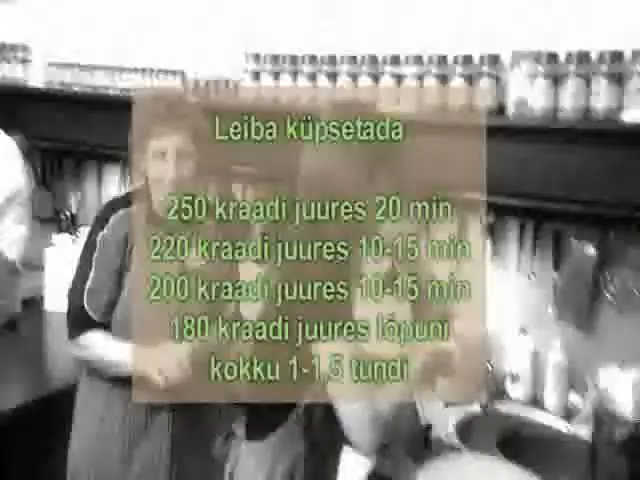 Leiba küpsetada
250 kraadi juures 20 min
220 kraadi juures 10-15 min
200 kraadi juures 10-15 min
180 kraadi juures lõpuni
kokku 1-1,5 tundi